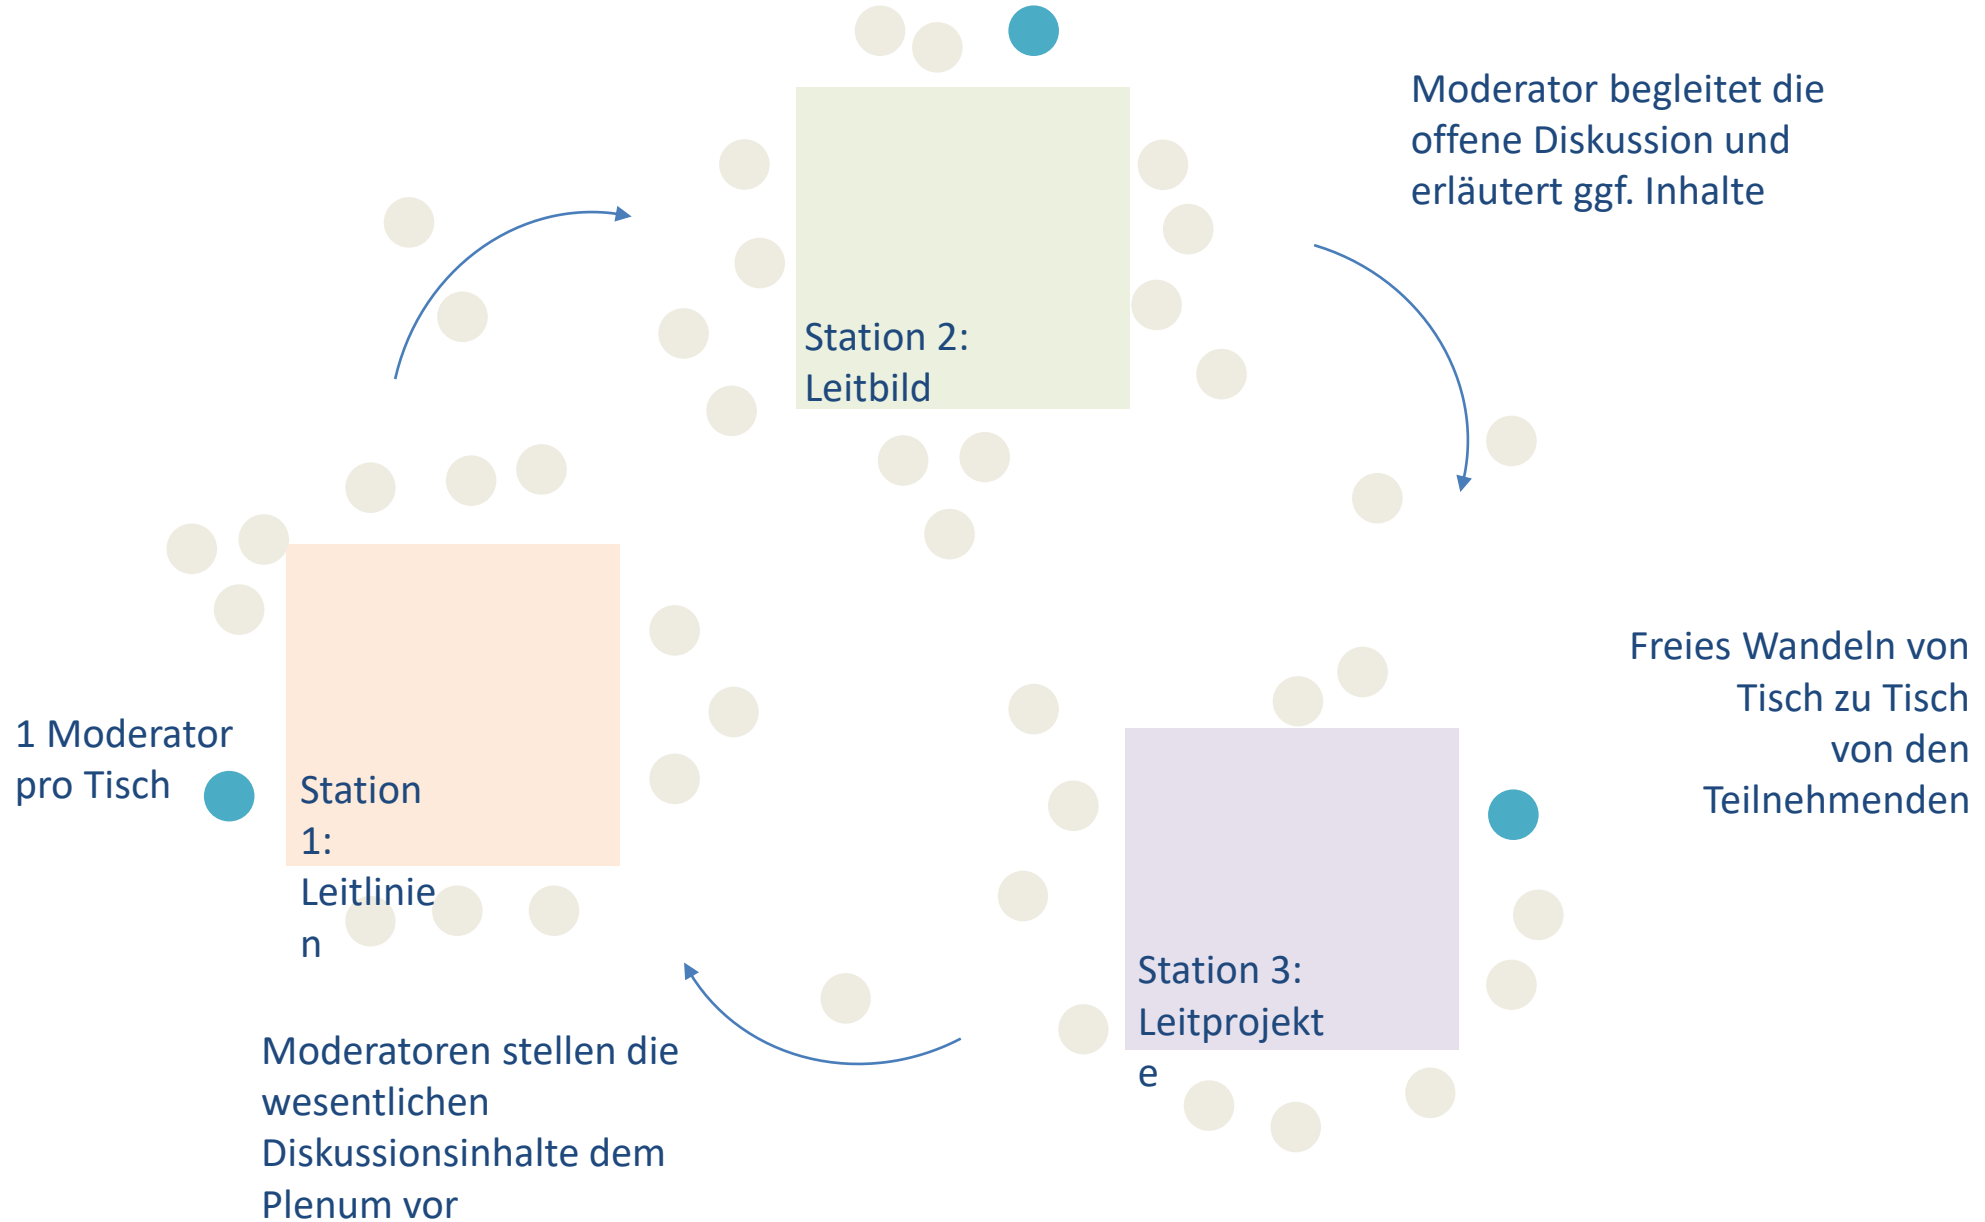 Moderator begleitet die
offene Diskussion und
erläutert ggf. Inhalte
Station 2:
Leitbild
Freies Wandeln von
Tisch zu Tisch
von den
Teilnehmenden
1 Moderator
pro Tisch
Station
1:
Leitlinie
n
Station 3:
Leitprojekt
e
Moderatoren stellen die
wesentlichen
Diskussionsinhalte dem
Plenum vor